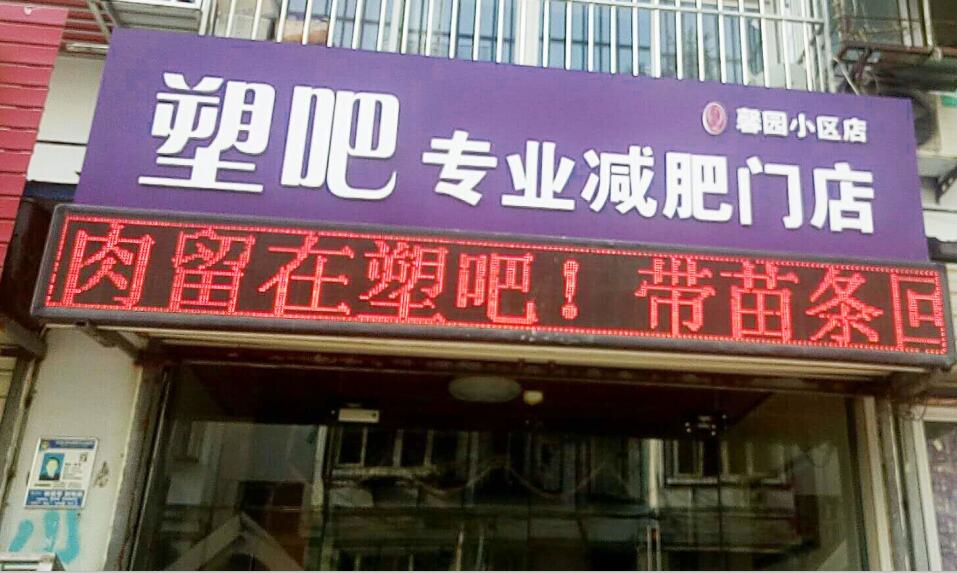 馨园小区店
塑吧 专业减肥门店
肉留在塑吧！带苗条回